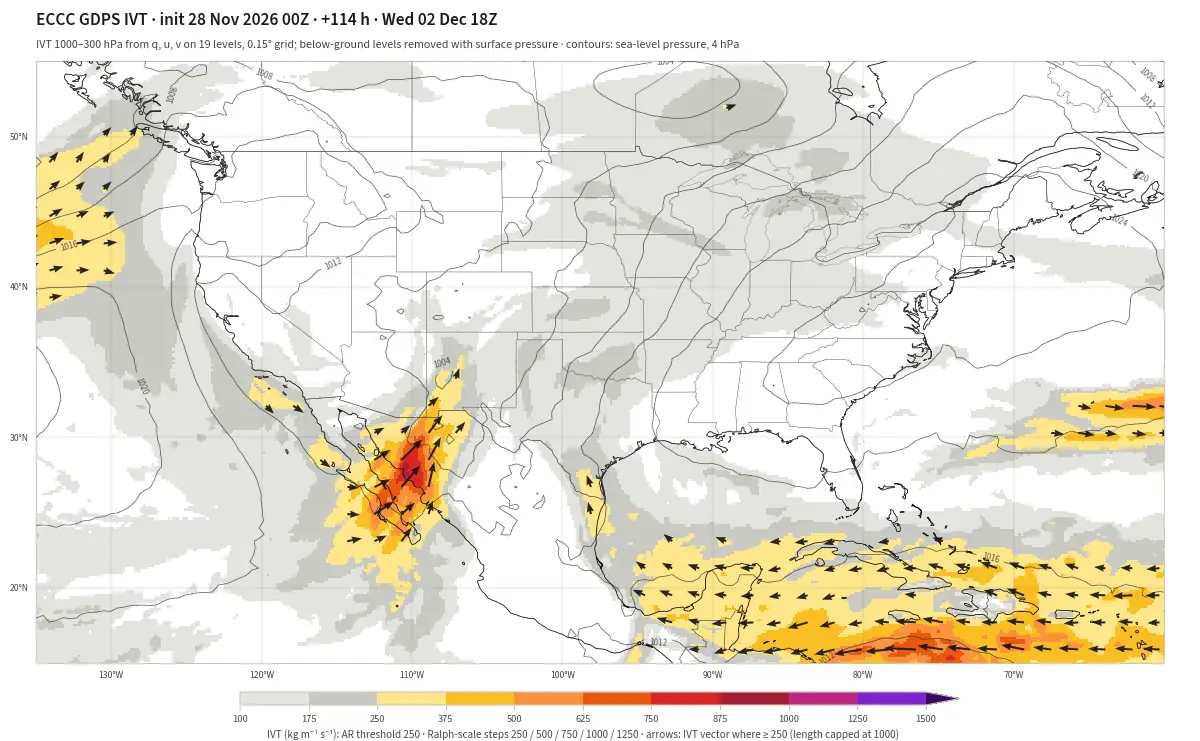 ECCC GDPS IVT · init 28 Nov 2026 00Z · +114 h · Wed 02 Dec 18Z
IVT 1000–300 hPa from q, u, v on 19 levels, 0.15° grid; below-ground levels removed with surface pressure · contours: sea-level pressure, 4 hPa
1008
1004
1008
1008
1012
50°N
1020
1024
1016
1012
40°N
1004
1020
30°N
1016
20°N
1012
1012
130°W 120°W 110°W 100°W 90°W 80°W 70°W
100 175 250 375 500 625 750 875 1000 1250 1500
IVT (kg m⁻¹ s⁻¹): AR threshold 250 · Ralph-scale steps 250 / 500 / 750 / 1000 / 1250 · arrows: IVT vector where ≥ 250 (length capped at 1000)